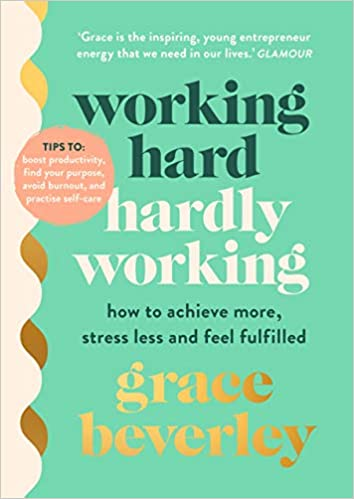 ‘Grace is the inspiring, young entrepreneur
energy that we need in our lives.’ GLAMOUR
working
hard
hardly
working
TIPS TO:
boost productivity,
find your purpose,
avoid burnout, and
practise self-care
how to achieve more,
stress less and feel fulfilled
grace
beverley